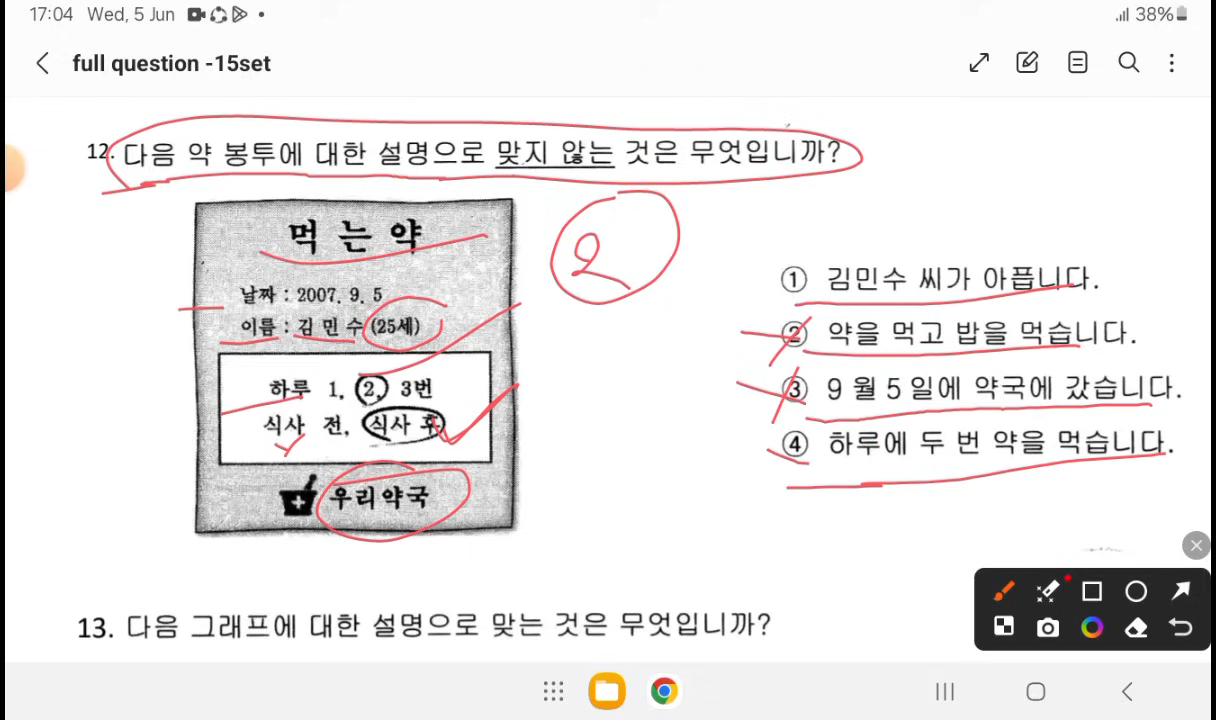 17:04 Wed, 5 Jun
38%
full question -15set
12. 다음 약 봉투에 대한 설명으로 맞지 않는 것은 무엇입니까?
먹는약
날짜 : 2007. 9. 5
이름 : 김 민 수 (25세)
하루 1, 2, 3번
식사 전, 식사 후
우리약국
2
① 김민수 씨가 아픕니다.
② 약을 먹고 밥을 먹습니다.
③ 9 월 5 일에 약국에 갔습니다.
④ 하루에 두 번 약을 먹습니다.
13. 다음 그래프에 대한 설명으로 맞는 것은 무엇입니까?